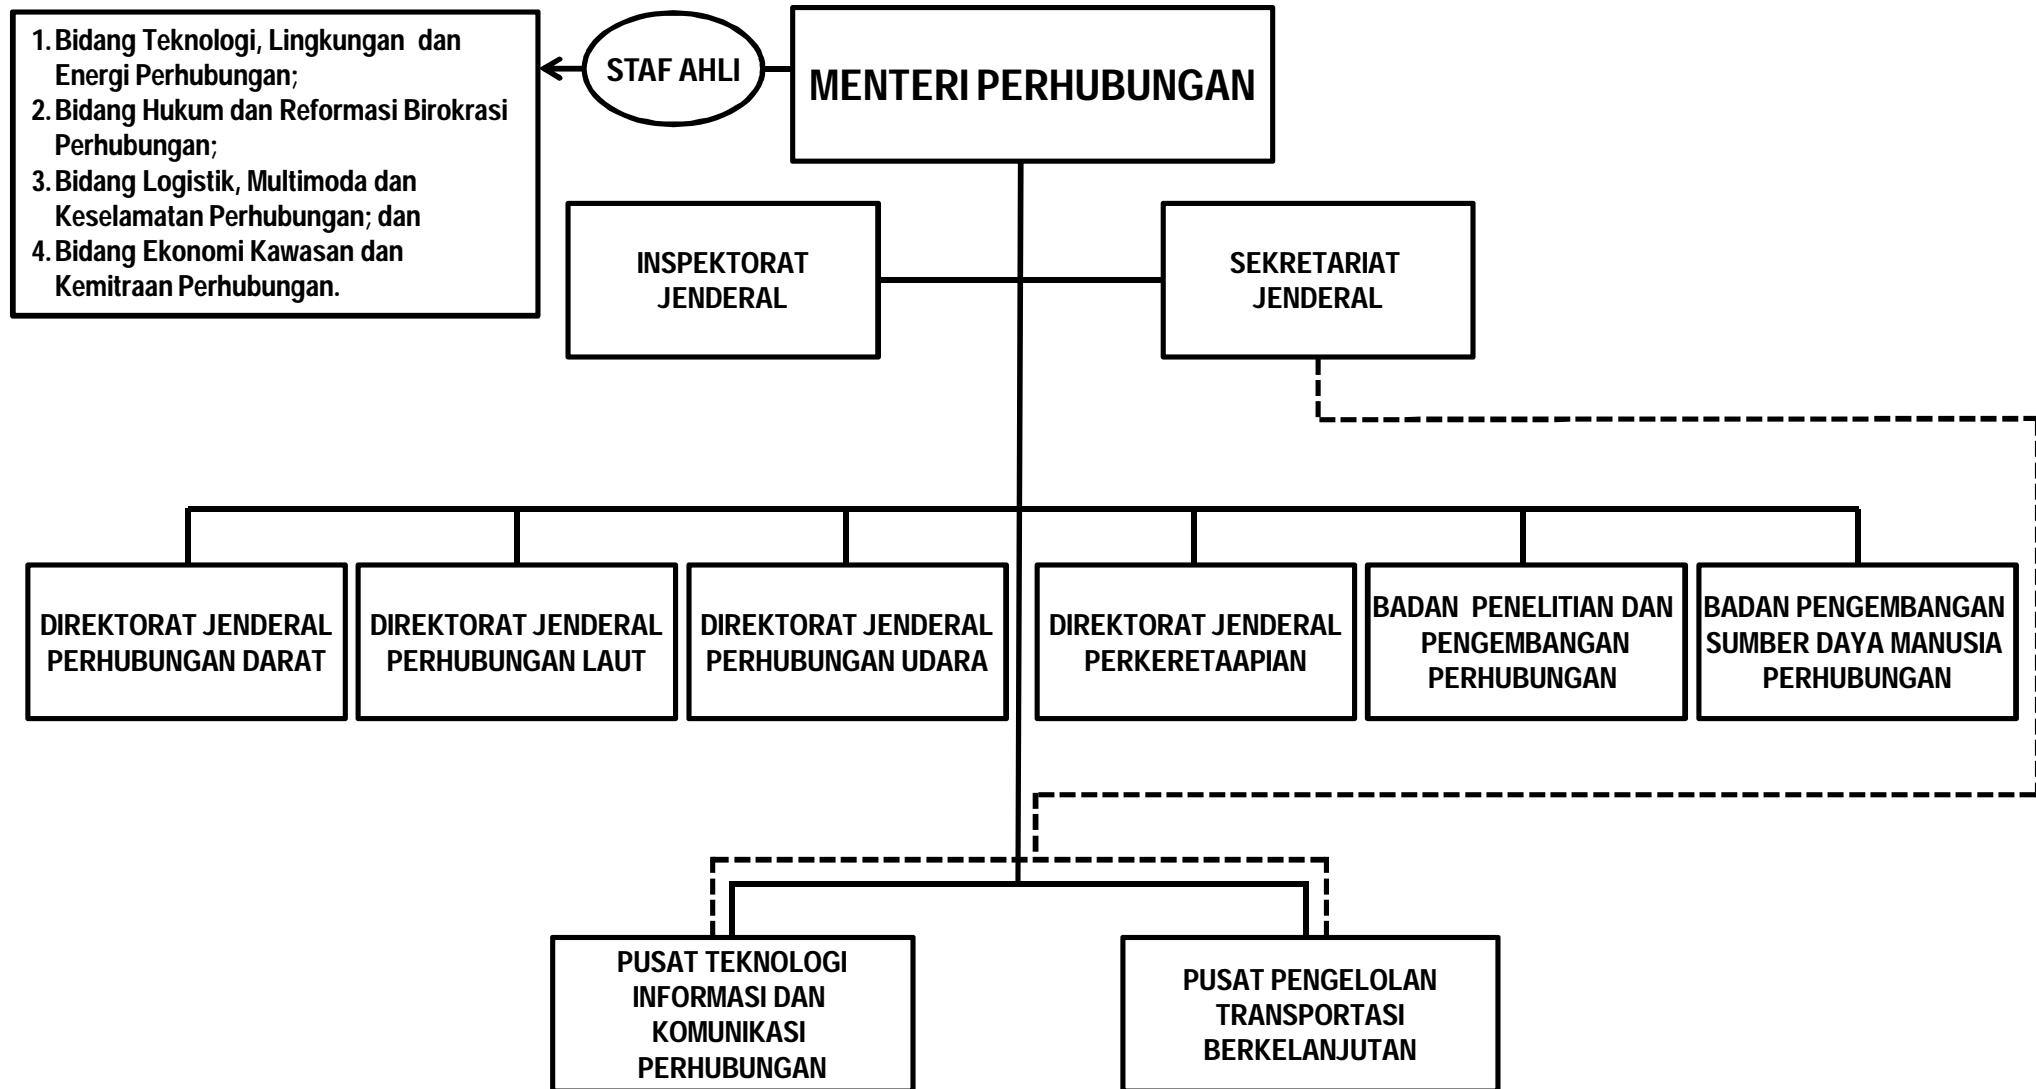 1. Bidang Teknologi, Lingkungan dan
Energi Perhubungan;
2. Bidang Hukum dan Reformasi Birokrasi
Perhubungan;
3. Bidang Logistik, Multimoda dan
Keselamatan Perhubungan; dan
4. Bidang Ekonomi Kawasan dan
Kemitraan Perhubungan.
STAF AHLI
MENTERI PERHUBUNGAN
INSPEKTORAT
JENDERAL
SEKRETARIAT
JENDERAL
DIREKTORAT JENDERAL
PERHUBUNGAN DARAT
DIREKTORAT JENDERAL
PERHUBUNGAN LAUT
DIREKTORAT JENDERAL
PERHUBUNGAN UDARA
DIREKTORAT JENDERAL
PERKERETAAPIAN
BADAN PENELITIAN DAN
PENGEMBANGAN
PERHUBUNGAN
BADAN PENGEMBANGAN
SUMBER DAYA MANUSIA
PERHUBUNGAN
PUSAT TEKNOLOGI
INFORMASI DAN
KOMUNIKASI
PERHUBUNGAN
PUSAT PENGELOLAN
TRANSPORTASI
BERKELANJUTAN